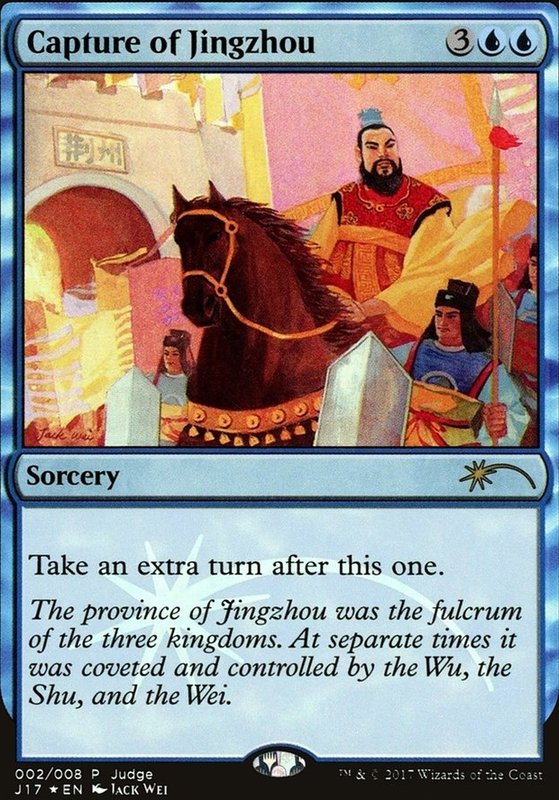 Capture of Jingzhou 3
荆州
Jack Wei
Sorcery
Take an extra turn after this one.
The province of Jingzhou was the fulcrum
of the three kingdoms. At separate times it
was coveted and controlled by the Wu, the
Shu, and the Wei.
002/008 P Judge
J17 ★ EN Jack Wei
™ & © 2017 Wizards of the Coast